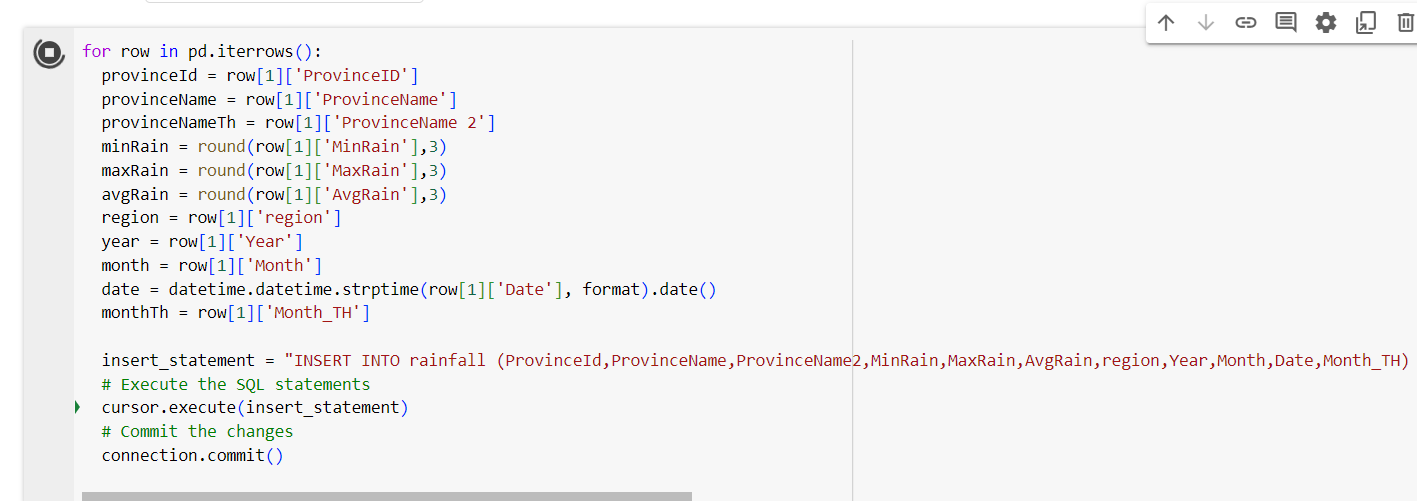 for row in pd.iterrows():
  provinceId = row[1]['ProvinceID']
  provinceName = row[1]['ProvinceName']
  provinceNameTh = row[1]['ProvinceName 2']
  minRain = round(row[1]['MinRain'],3)
  maxRain = round(row[1]['MaxRain'],3)
  avgRain = round(row[1]['AvgRain'],3)
  region = row[1]['region']
  year = row[1]['Year']
  month = row[1]['Month']
  date = datetime.datetime.strptime(row[1]['Date'], format).date()
  monthTh = row[1]['Month_TH']
  insert_statement = "INSERT INTO rainfall (ProvinceId,ProvinceName,ProvinceName2,MinRain,MaxRain,AvgRain,region,Year,Month,Date,Month_TH)
  # Execute the SQL statements
  cursor.execute(insert_statement)
  # Commit the changes
  connection.commit()